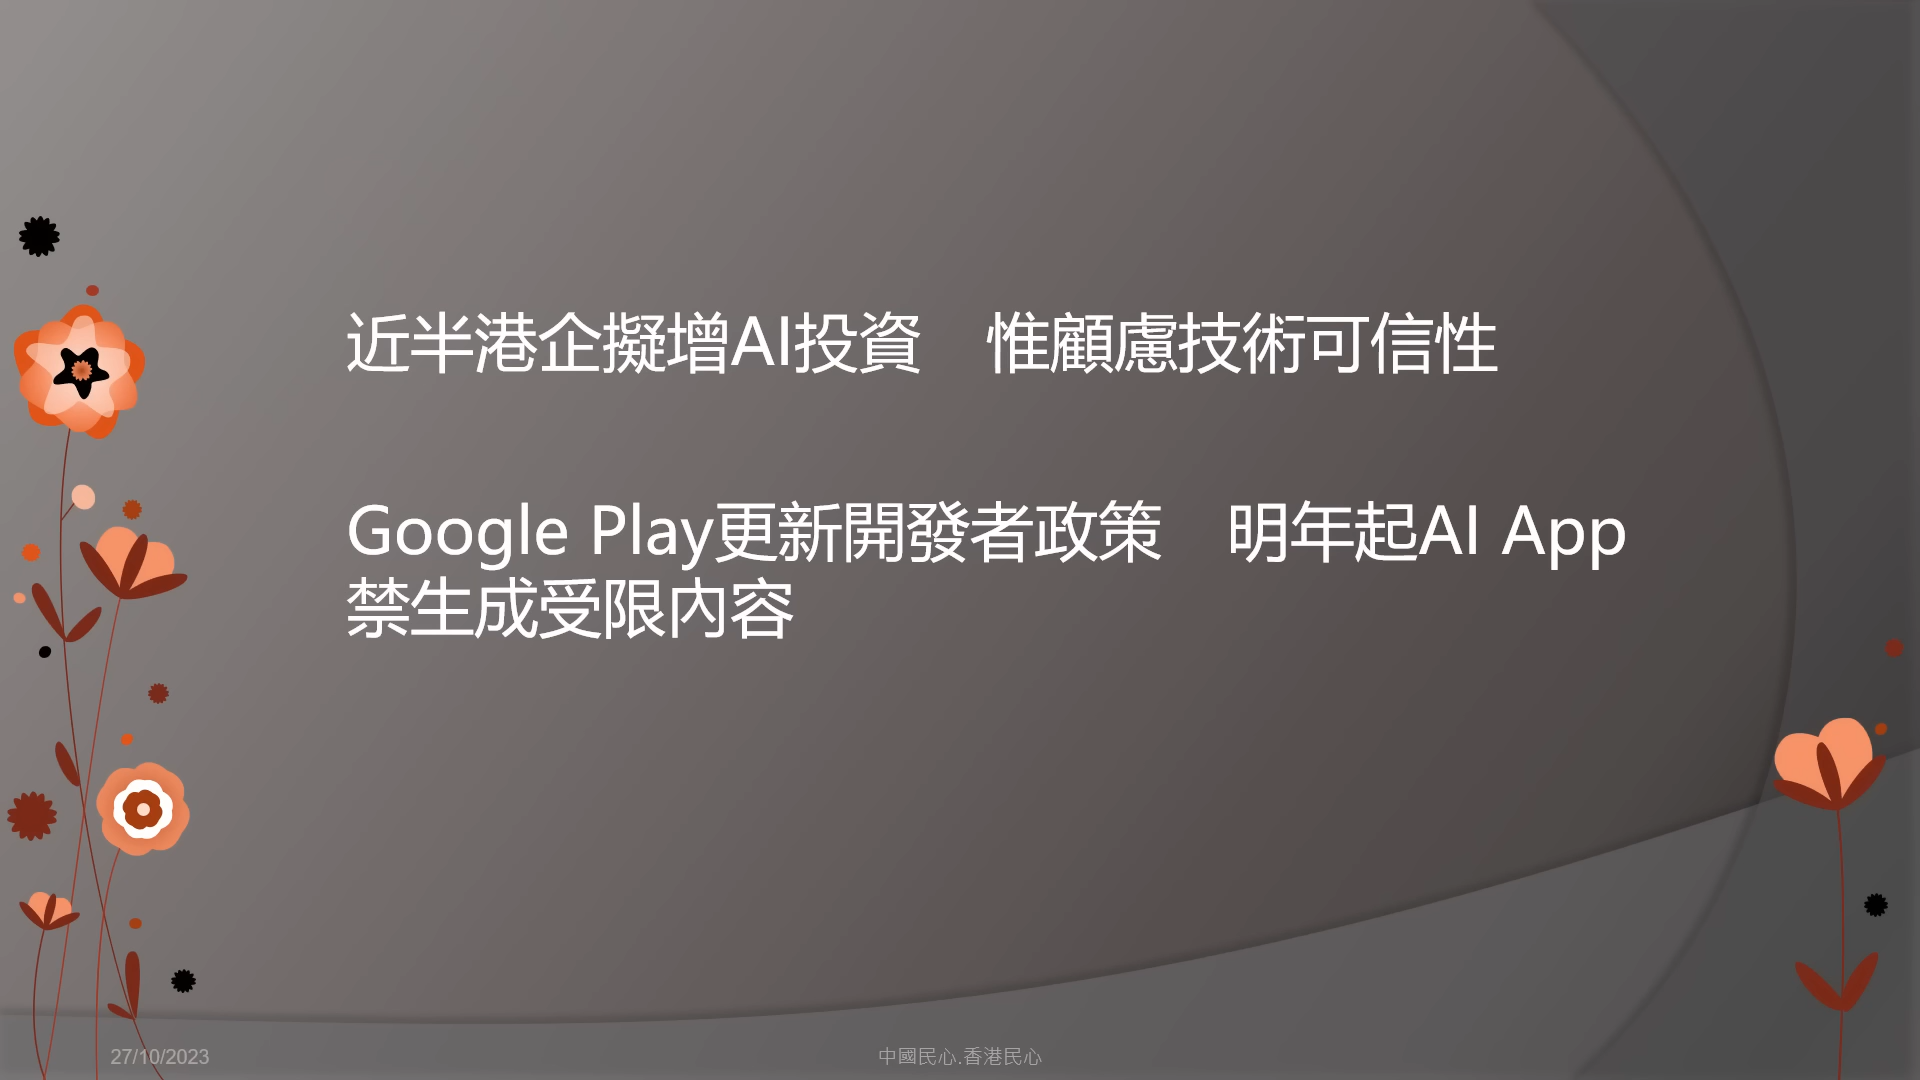 近半港企擬增AI投資　惟顧慮技術可信性
Google Play更新開發者政策　明年起AI App
禁生成受限內容
27/10/2023
中國民心.香港民心